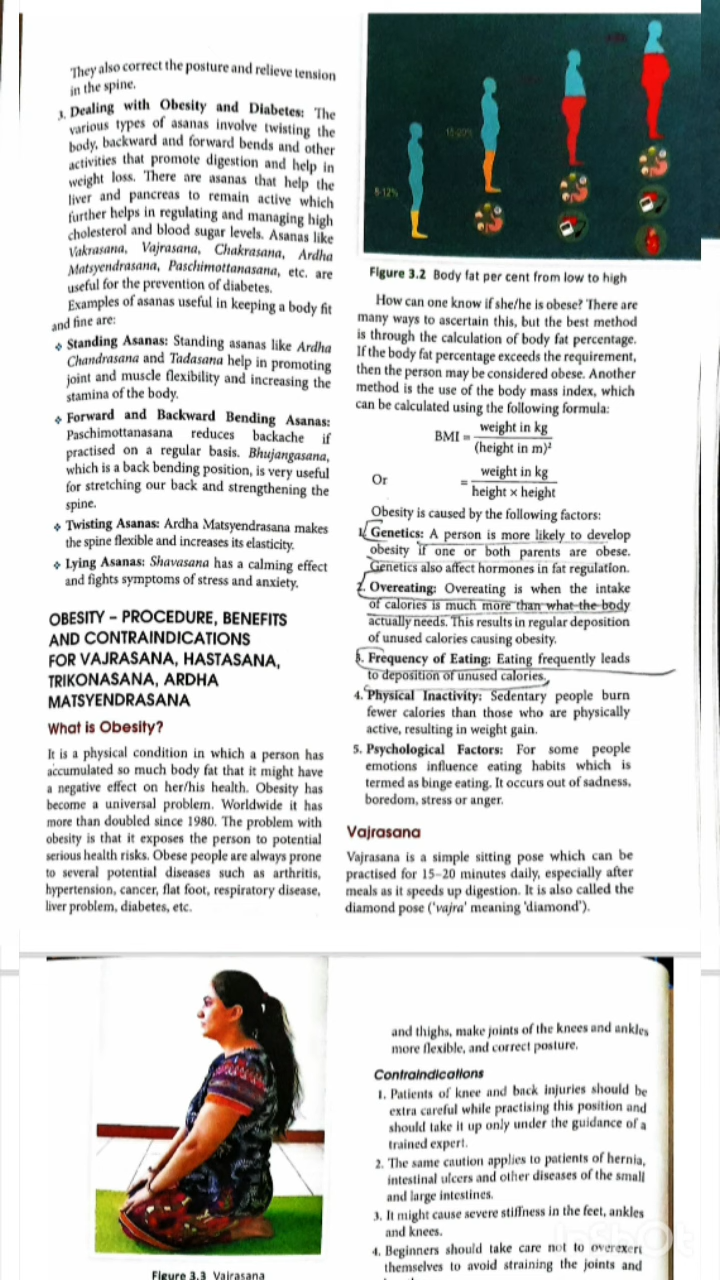 They also correct the posture and relieve tension
in the spine.
3. Dealing with Obesity and Diabetes: The
various types of asanas involve twisting the
body, backward and forward bends and other
activities that promote digestion and help in
weight loss. There are asanas that help the
liver and pancreas to remain active which
further helps in regulating and managing high
cholesterol and blood sugar levels. Asanas like
Vakrasana, Vajrasana, Chakrasana, Ardha
Matsyendrasana, Paschimottanasana, etc. are
useful for the prevention of diabetes.
Examples of asanas useful in keeping a body fit
and fine are:
❖ Standing Asanas: Standing asanas like Ardha
Chandrasana and Tadasana help in promoting
joint and muscle flexibility and increasing the
stamina of the body.
❖ Forward and Backward Bending Asanas:
Paschimottanasana reduces backache if
practised on a regular basis. Bhujangasana,
which is a back bending position, is very useful
for stretching our back and strengthening the
spine.
❖ Twisting Asanas: Ardha Matsyendrasana makes
the spine flexible and increases its elasticity.
❖ Lying Asanas: Shavasana has a calming effect
and fights symptoms of stress and anxiety.
OBESITY – PROCEDURE, BENEFITS
AND CONTRAINDICATIONS
FOR VAJRASANA, HASTASANA,
TRIKONASANA, ARDHA
MATSYENDRASANA
What is Obesity?
It is a physical condition in which a person has
accumulated so much body fat that it might have
a negative effect on her/his health. Obesity has
become a universal problem. Worldwide it has
more than doubled since 1980. The problem with
obesity is that it exposes the person to potential
serious health risks. Obese people are always prone
to several potential diseases such as arthritis,
hypertension, cancer, flat foot, respiratory disease,
liver problem, diabetes, etc.
Figure 3.2 Body fat per cent from low to high
How can one know if she/he is obese? There are
many ways to ascertain this, but the best method
is through the calculation of body fat percentage.
If the body fat percentage exceeds the requirement,
then the person may be considered obese. Another
method is the use of the body mass index, which
can be calculated using the following formula:
BMI = weight in kg
(height in m)²
Or = weight in kg
height × height
Obesity is caused by the following factors:
1. Genetics: A person is more likely to develop
obesity if one or both parents are obese.
Genetics also affect hormones in fat regulation.
2. Overeating: Overeating is when the intake
of calories is much more than what the body
actually needs. This results in regular deposition
of unused calories causing obesity.
3. Frequency of Eating: Eating frequently leads
to deposition of unused calories.
4. Physical Inactivity: Sedentary people burn
fewer calories than those who are physically
active, resulting in weight gain.
5. Psychological Factors: For some people
emotions influence eating habits which is
termed as binge eating. It occurs out of sadness,
boredom, stress or anger.
Vajrasana
Vajrasana is a simple sitting pose which can be
practised for 15–20 minutes daily, especially after
meals as it speeds up digestion. It is also called the
diamond pose ('vajra' meaning 'diamond').
Figure 3.3 Vajrasana
and thighs, make joints of the knees and ankles
more flexible, and correct posture.
Contraindications
1. Patients of knee and back injuries should be
extra careful while practising this position and
should take it up only under the guidance of a
trained expert.
2. The same caution applies to patients of hernia,
intestinal ulcers and other diseases of the small
and large intestines.
3. It might cause severe stiffness in the feet, ankles
and knees.
4. Beginners should take care not to overexert
themselves to avoid straining the joints and